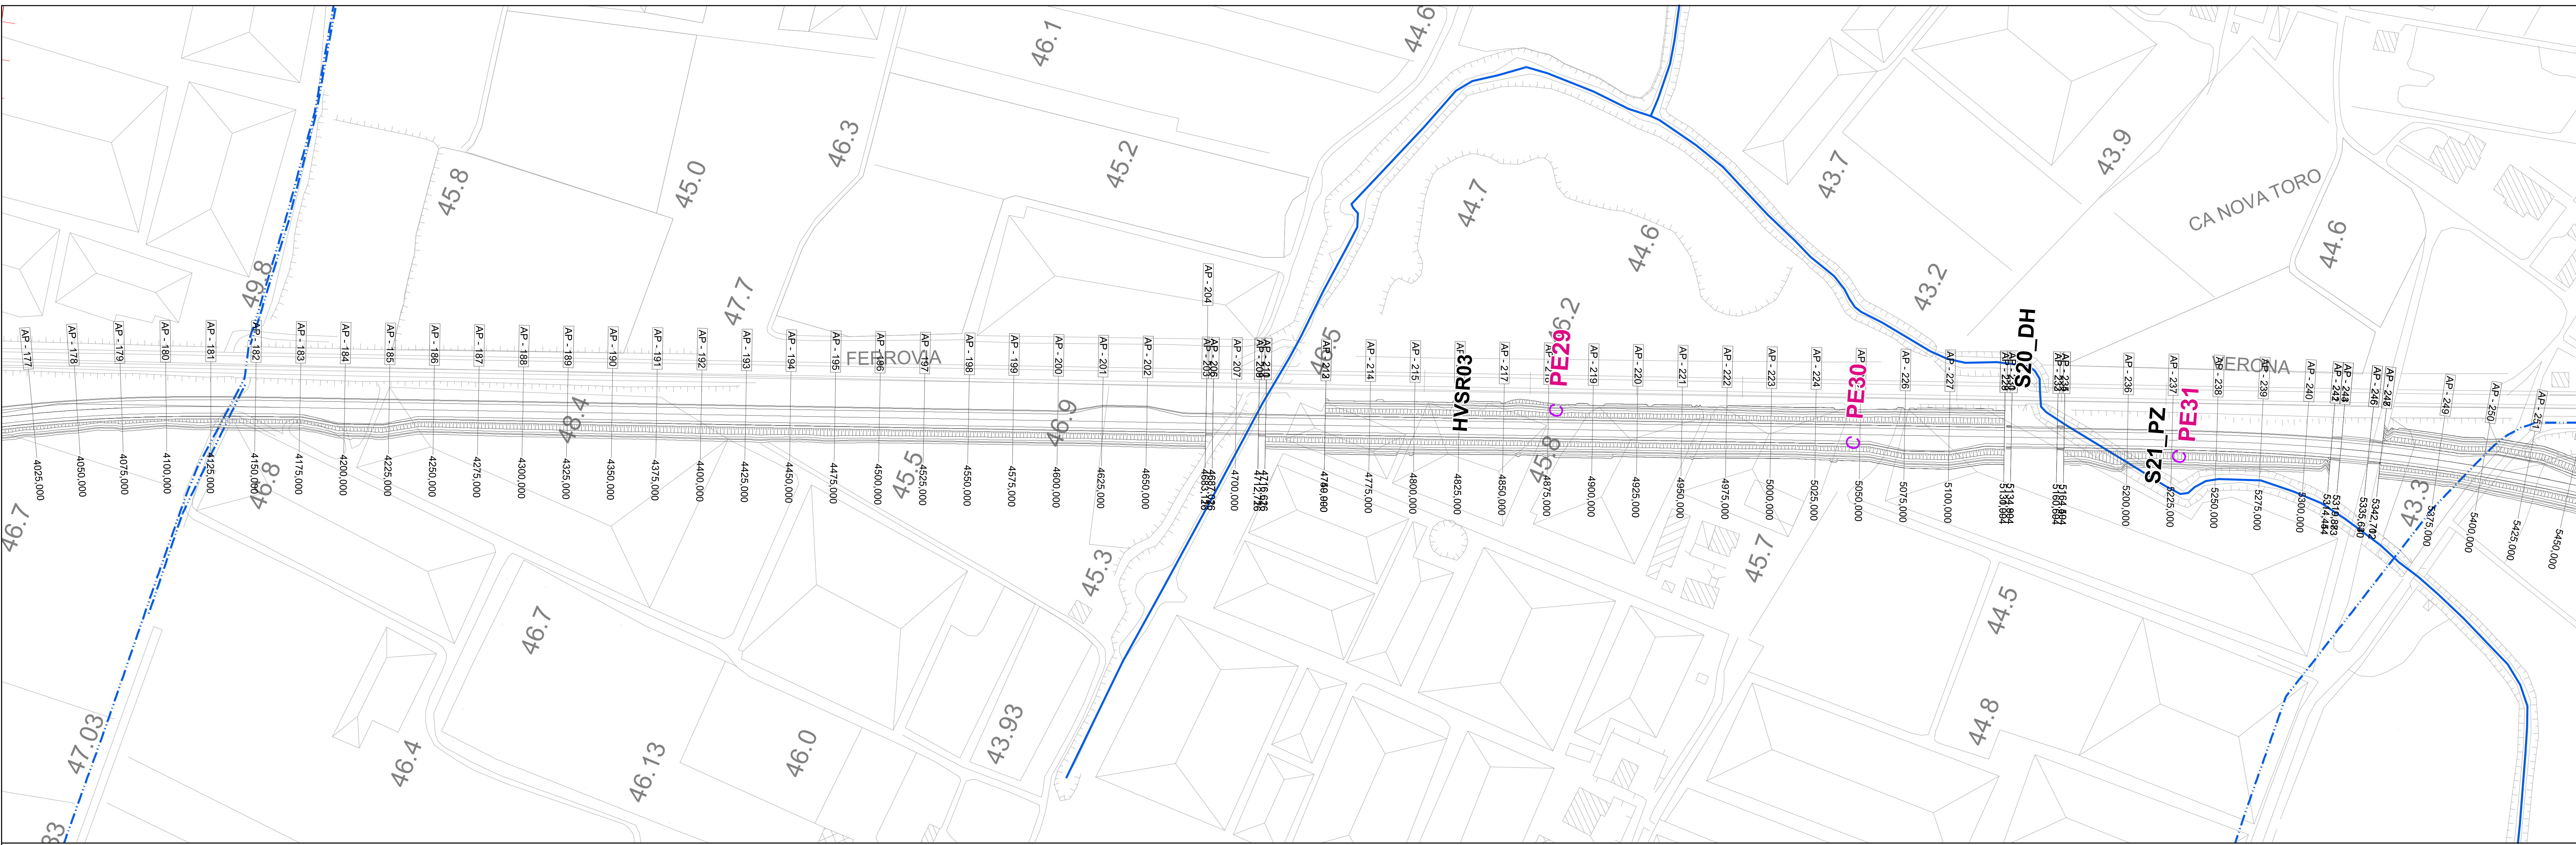 46.1
44.6
46.3
45.2
45.8
45.0
44.7
43.7
43.9
CA NOVA TORO
44.6
44.6
43.2
49.8
47.7
46.5
FERROVIA
VERONA
AP - 204
AP - 177
AP - 178
AP - 179
AP - 180
AP - 181
AP - 182
AP - 183
AP - 184
AP - 185
AP - 186
AP - 187
AP - 188
AP - 189
AP - 190
AP - 191
AP - 192
AP - 193
AP - 194
AP - 195
AP - 196
AP - 197
AP - 198
AP - 199
AP - 200
AP - 201
AP - 202
AP - 207
AP - 214
AP - 215
AP - 217
AP - 219
AP - 220
AP - 221
AP - 222
AP - 223
AP - 224
AP - 226
AP - 227
AP - 236
AP - 237
AP - 238
AP - 239
AP - 240
AP - 246
AP - 249
AP - 250
AP - 251
HVSR03
C PE29
C PE30
S20_DH
S21_PZ
C PE31
48.4
46.9
45.5
45.8
46.8
46.7
43.3
4025,000
4050,000
4075,000
4100,000
4125,000
4150,000
4175,000
4200,000
4225,000
4250,000
4275,000
4300,000
4325,000
4350,000
4375,000
4400,000
4425,000
4450,000
4475,000
4500,000
4525,000
4550,000
4575,000
4600,000
4625,000
4650,000
4700,000
4775,000
4800,000
4825,000
4850,000
4875,000
4900,000
4925,000
4950,000
4975,000
5000,000
5025,000
5050,000
5075,000
5100,000
5200,000
5225,000
5250,000
5275,000
5300,000
5375,000
5400,000
5425,000
5450,000
45.3
45.7
46.7
44.5
47.03
46.4
46.13
46.0
43.93
44.8